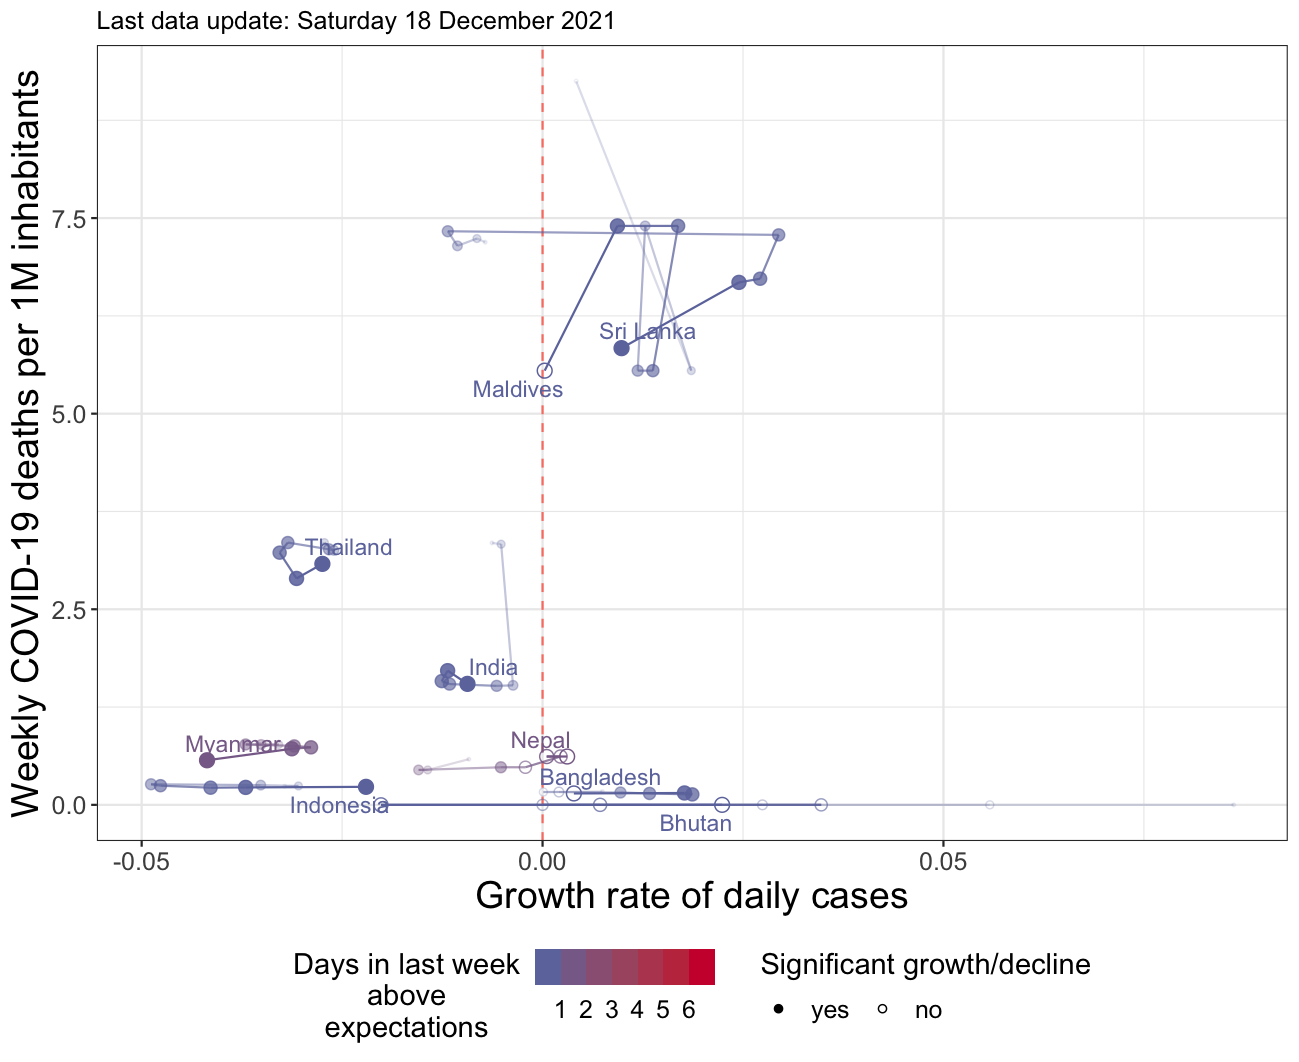 Last data update: Saturday 18 December 2021
Weekly COVID-19 deaths per 1M inhabitants
7.5
5.0
2.5
0.0
Sri Lanka
Maldives
Thailand
India
Myanmar
Nepal
Bangladesh
Indonesia
Bhutan
-0.05 0.00 0.05
Growth rate of daily cases
Days in last week
above
expectations
1 2 3 4 5 6
Significant growth/decline
yes no